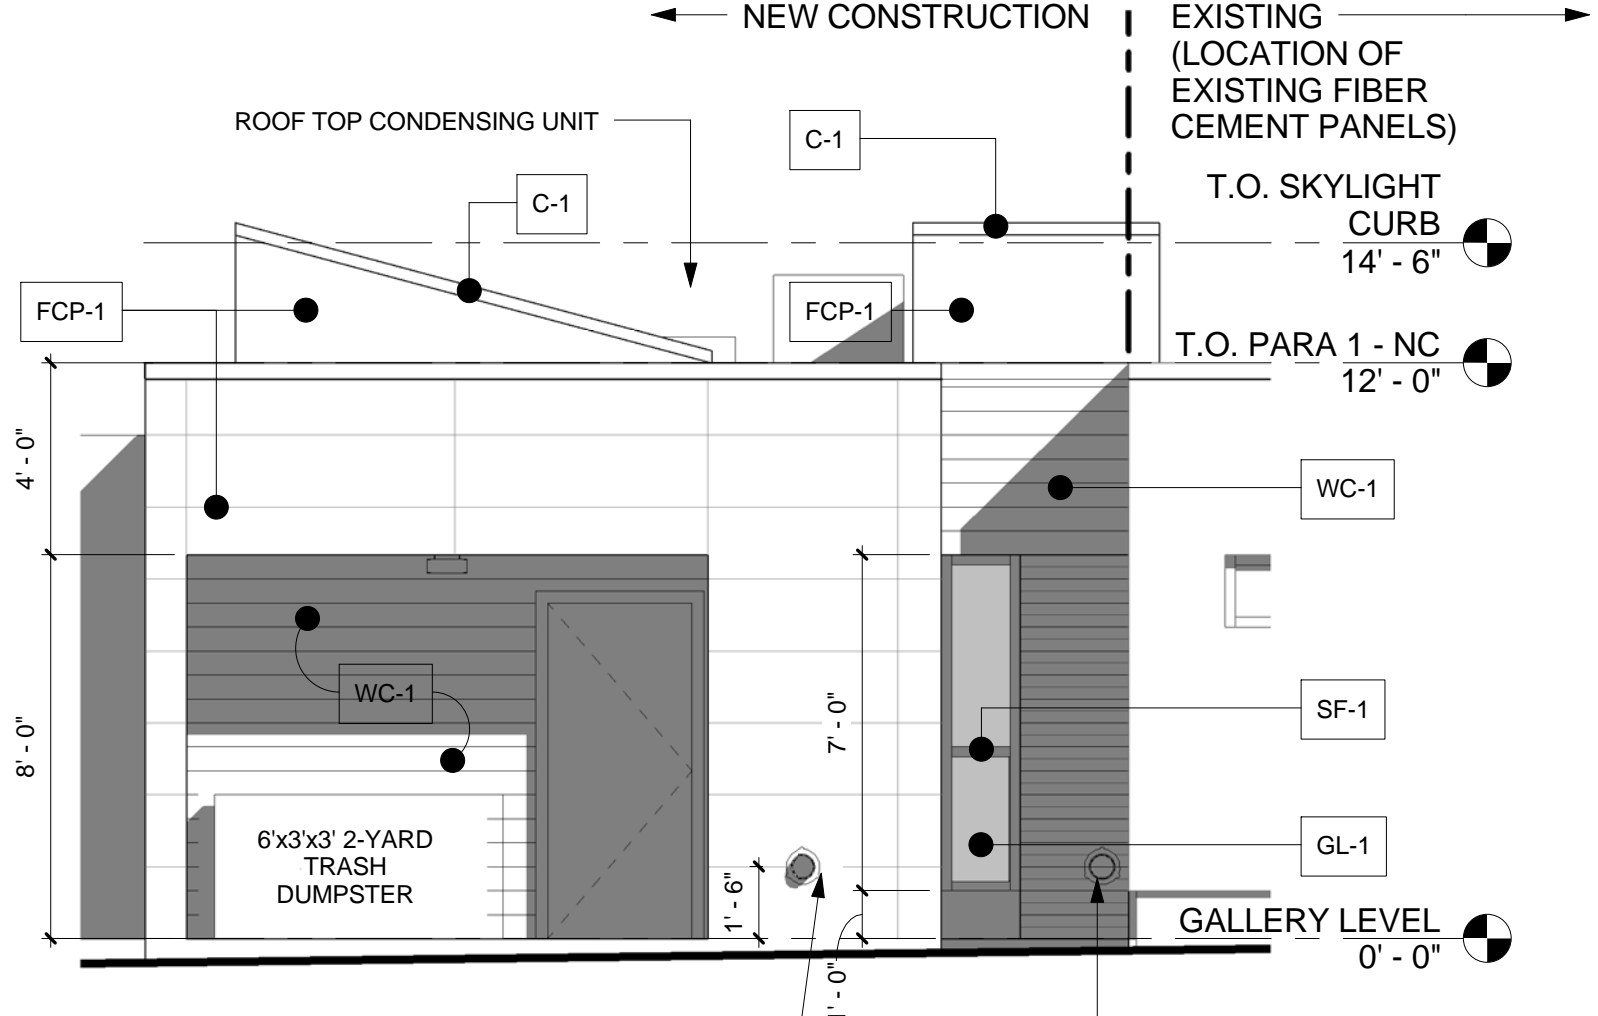 NEW CONSTRUCTION
EXISTING
(LOCATION OF
EXISTING FIBER
CEMENT PANELS)
ROOF TOP CONDENSING UNIT
C-1
C-1
T.O. SKYLIGHT
CURB
14' - 6"
FCP-1
FCP-1
T.O. PARA 1 - NC
12' - 0"
4' - 0"
WC-1
WC-1
8' - 0"
7' - 0"
SF-1
6'x3'x3' 2-YARD
TRASH
DUMPSTER
GL-1
1' - 6"
GALLERY LEVEL
0' - 0"
1' - 0"